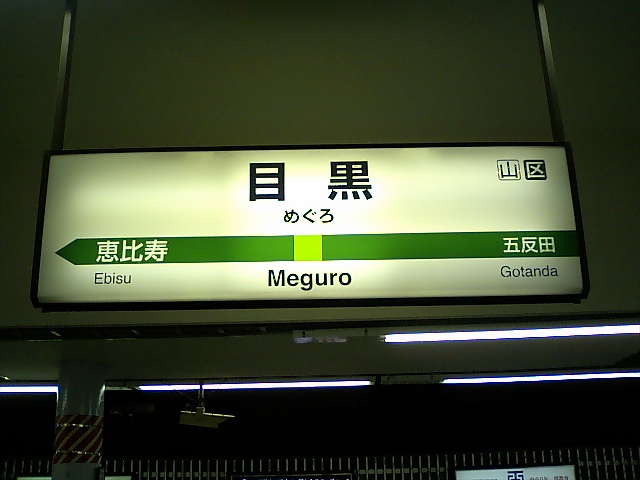 目黒
山 区
めぐろ
恵比寿
五反田
Ebisu
Meguro
Gotanda